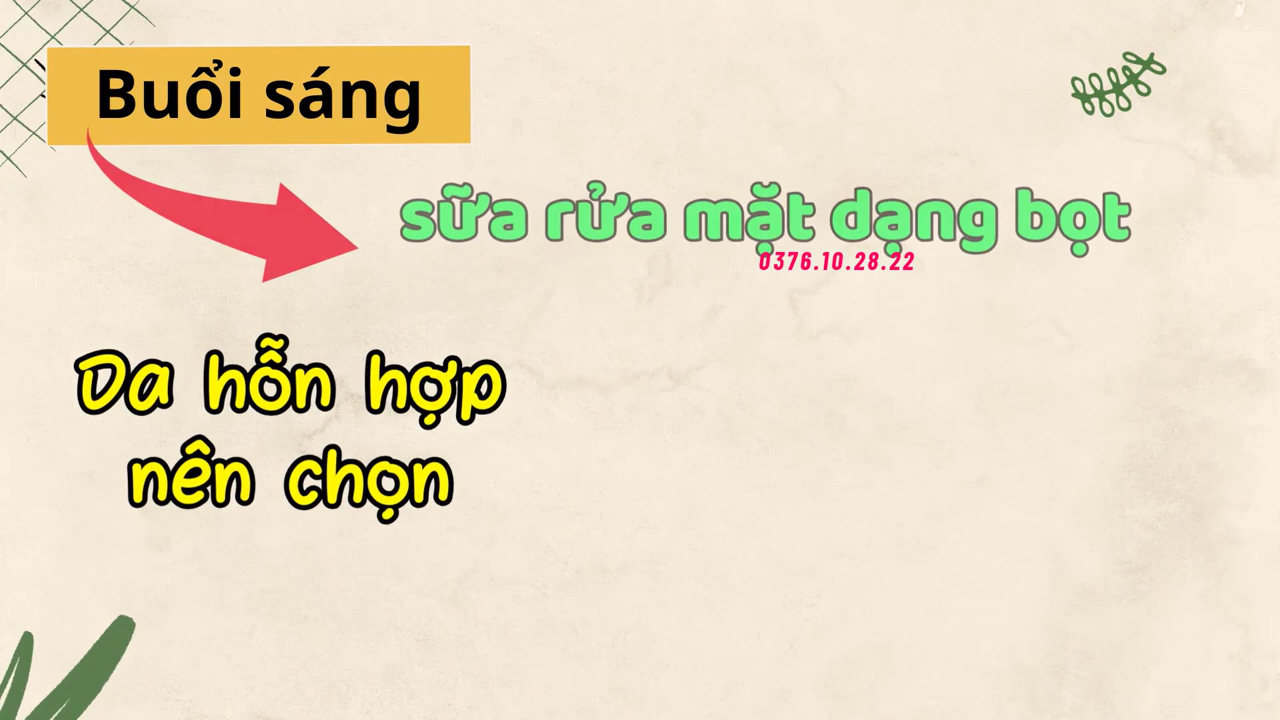 Buổi sáng
sữa rửa mặt dạng bọt
0376.10.28.22
Da hỗn hợp
nên chọn